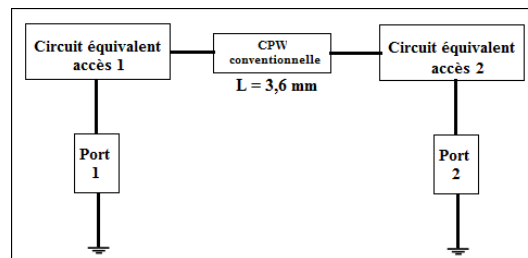 Circuit équivalent
accès 1
CPW
conventionnelle
L = 3,6 mm
Circuit équivalent
accès 2
Port
1
Port
2